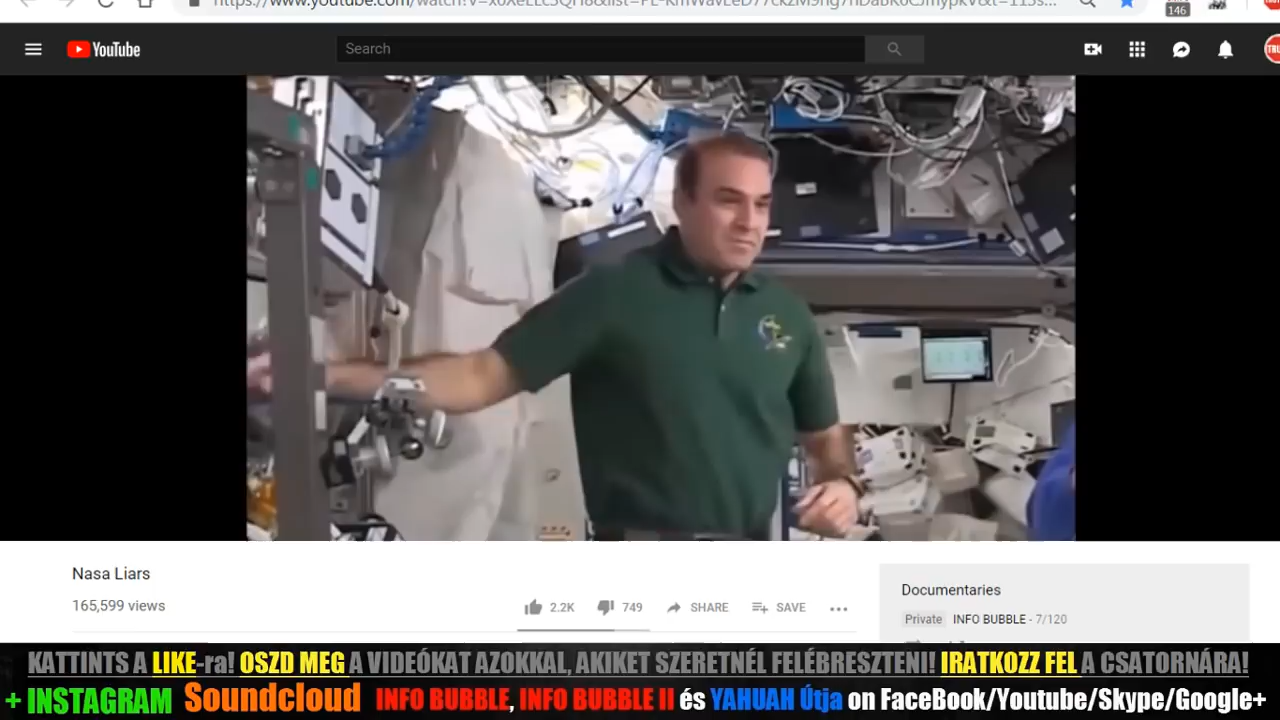 146
YouTube
Search
Nasa Liars
165,599 views
2.2K 749 SHARE SAVE
Documentaries
Private INFO BUBBLE - 7/120
KATTINTS A LIKE-ra! OSZD MEG A VIDEÓKAT AZOKKAL, AKIKET SZERETNÉL FELÉBRESZTENI! IRATKOZZ FEL A CSATORNÁRA!
+ INSTAGRAM Soundcloud INFO BUBBLE, INFO BUBBLE II és YAHUAH Útja on FaceBook/Youtube/Skype/Google+